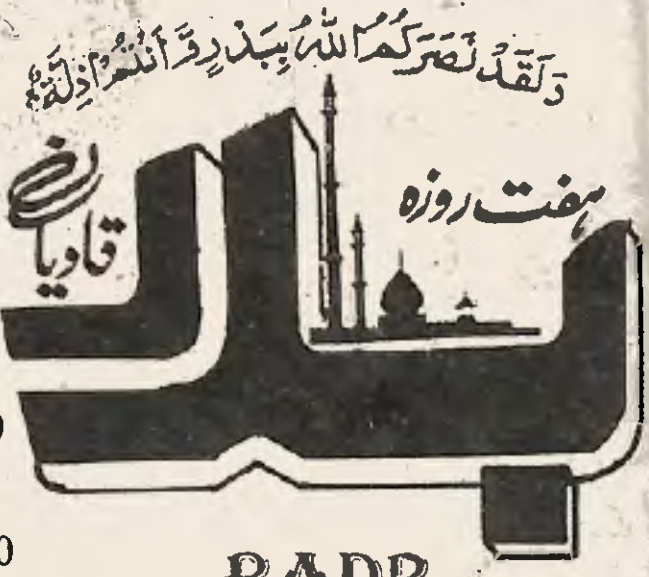 وَلَقَدْ نَصَرَكُمُ اللّٰهُ بِبَدْرٍ وَّاَنْتُمْ اَذِلَّةٌ
ہفت روزہ
بدر
قادیان
BADR